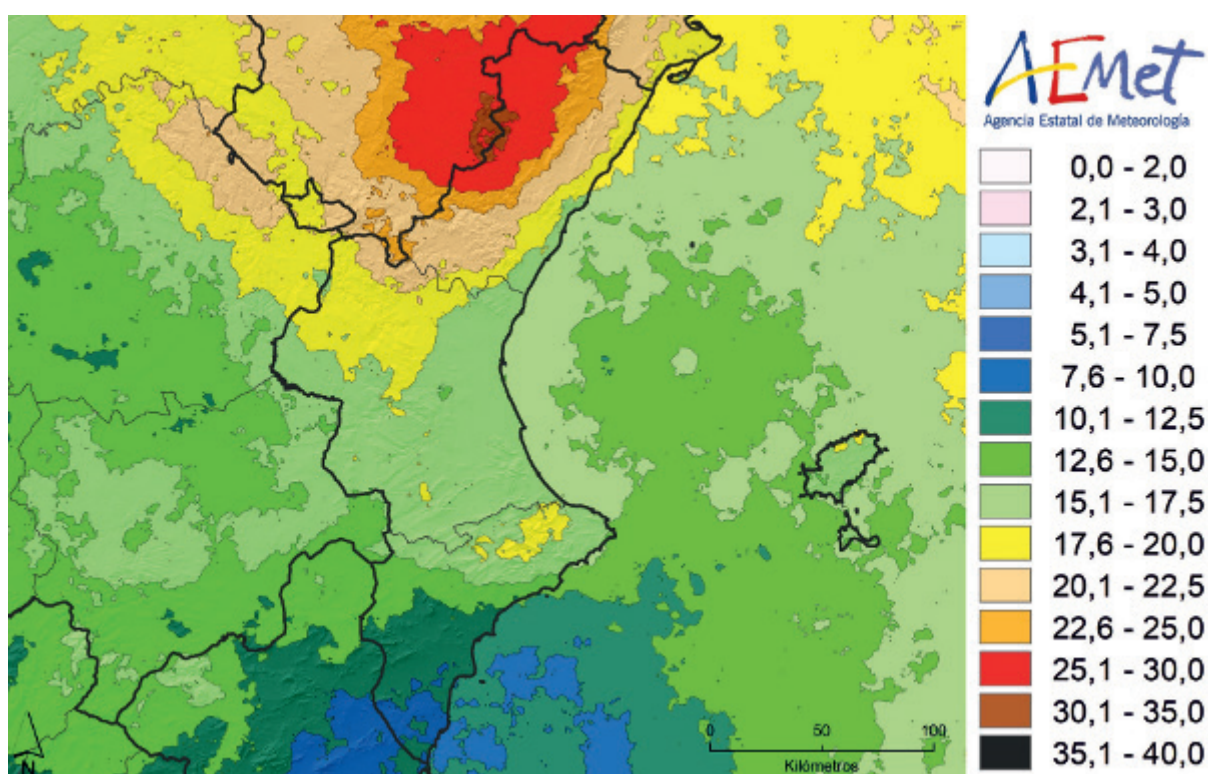 AEMet
Agencia Estatal de Meteorología
0,0 - 2,0
2,1 - 3,0
3,1 - 4,0
4,1 - 5,0
5,1 - 7,5
7,6 - 10,0
10,1 - 12,5
12,6 - 15,0
15,1 - 17,5
17,6 - 20,0
20,1 - 22,5
22,6 - 25,0
25,1 - 30,0
30,1 - 35,0
35,1 - 40,0
0 50 100
Kilómetros
N